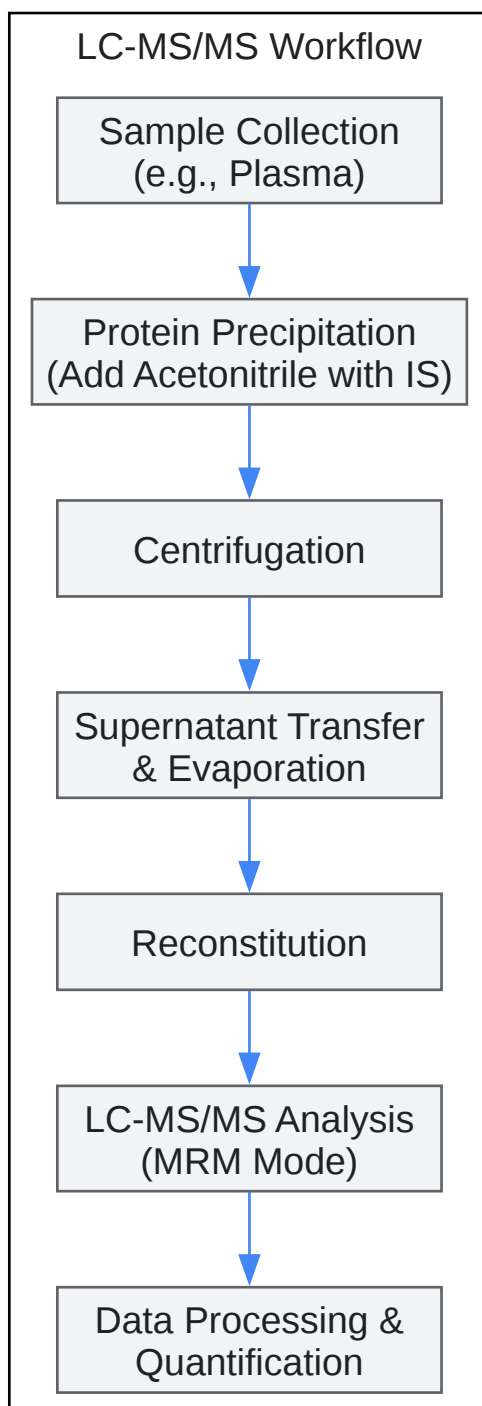 LC-MS/MS Workflow
Sample Collection
(e.g., Plasma)
Protein Precipitation
(Add Acetonitrile with IS)
Centrifugation
Supernatant Transfer
& Evaporation
Reconstitution
LC-MS/MS Analysis
(MRM Mode)
Data Processing &
Quantification